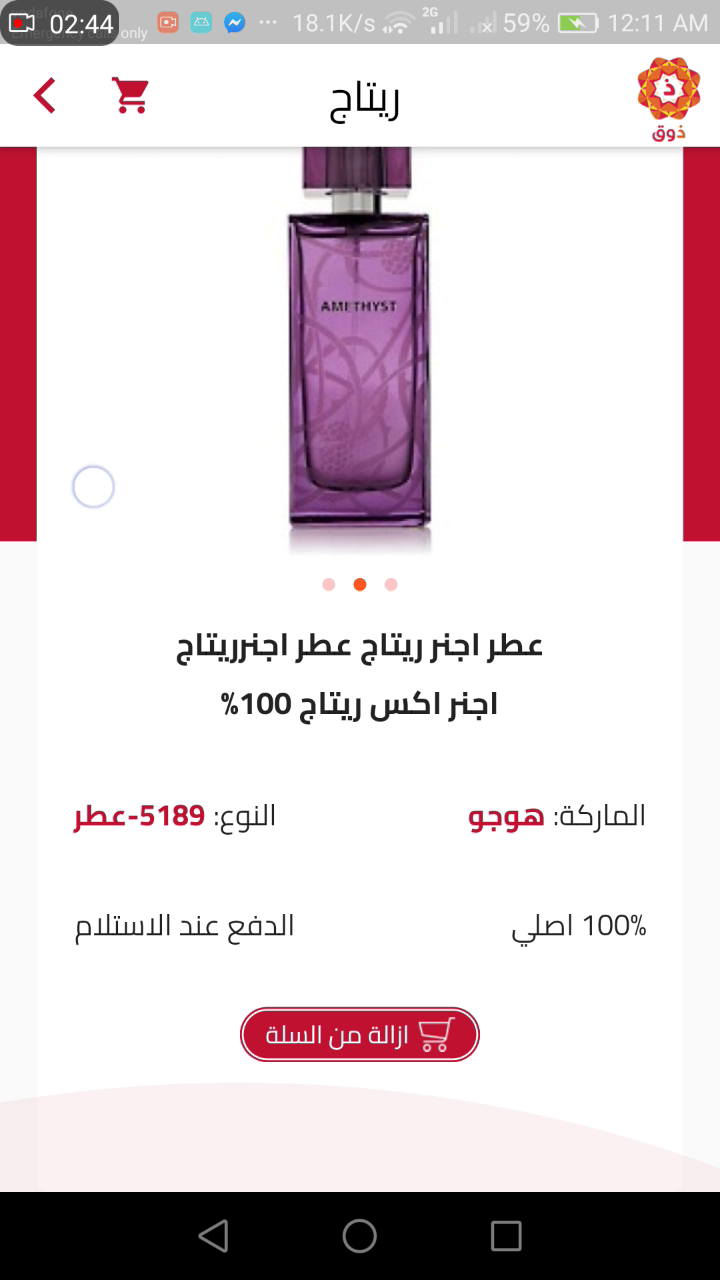 02:44
only
18.1K/s
2G
59%
12:11 AM
ريتاج
ذ
ذوق
AMETHYST
عطر اجنر ريتاج عطر اجنرريتاج
اجنر اكس ريتاج 100%
الماركة: هوجو
النوع: 5189-عطر
100% اصلي
الدفع عند الاستلام
ازالة من السلة